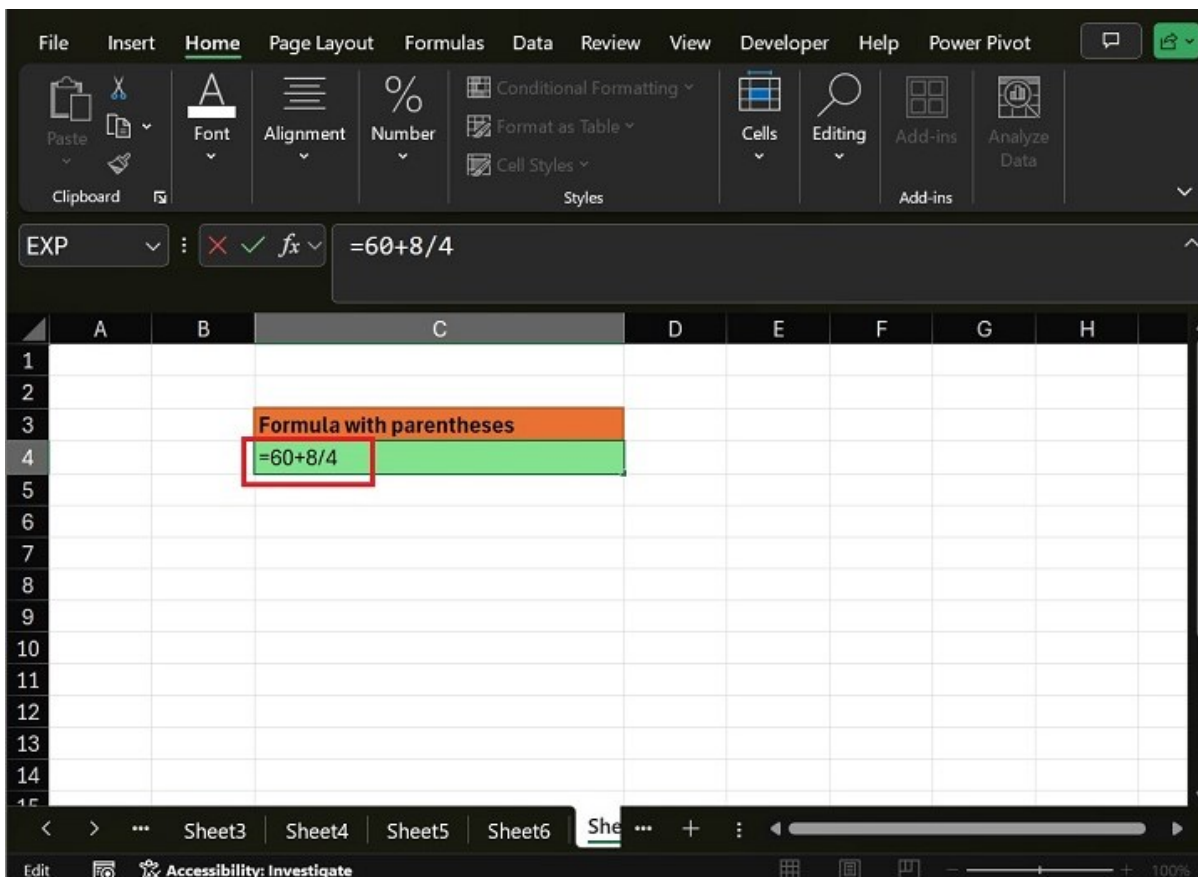 File Insert Home Page Layout Formulas Data Review View Developer Help Power Pivot
Paste
Font
Alignment
Number
Conditional Formatting
Format as Table
Cell Styles
Cells
Editing
Add-ins
Analyze
Data
Clipboard
Styles
Add-ins
EXP
fx
=60+8/4
A B C D E F G H
1
2
3 Formula with parentheses
4 =60+8/4
5
6
7
8
9
10
11
12
13
14
15
Sheet3 Sheet4 Sheet5 Sheet6 She
Edit Accessibility: Investigate 100%